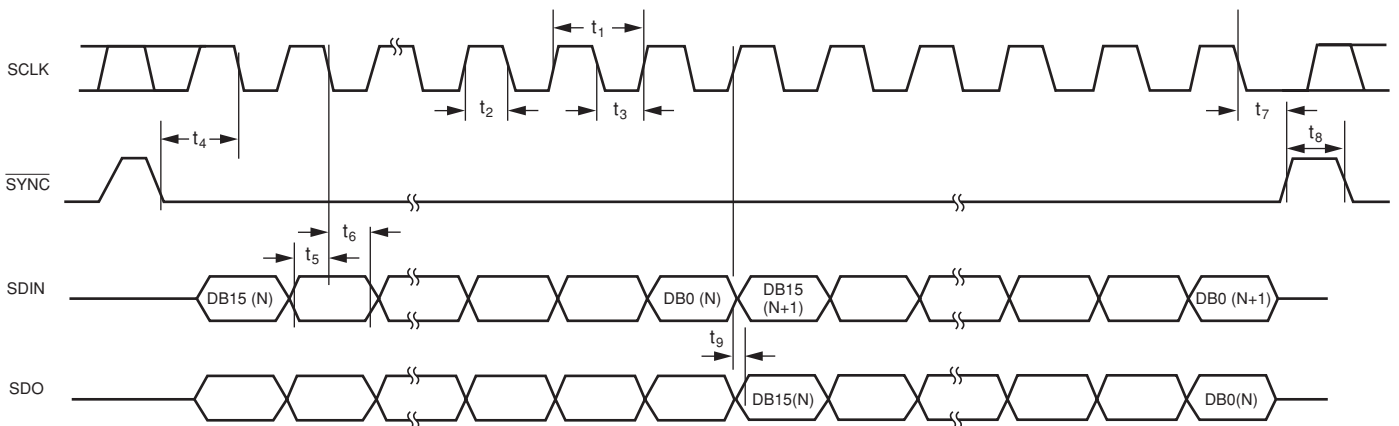 t₁
SCLK
t₂
t₃
t₇
t₄
t₈
SYNC
t₆
t₅
SDIN
DB15 (N)
DB0 (N)
DB15
(N+1)
DB0 (N+1)
t₉
SDO
DB15(N)
DB0(N)